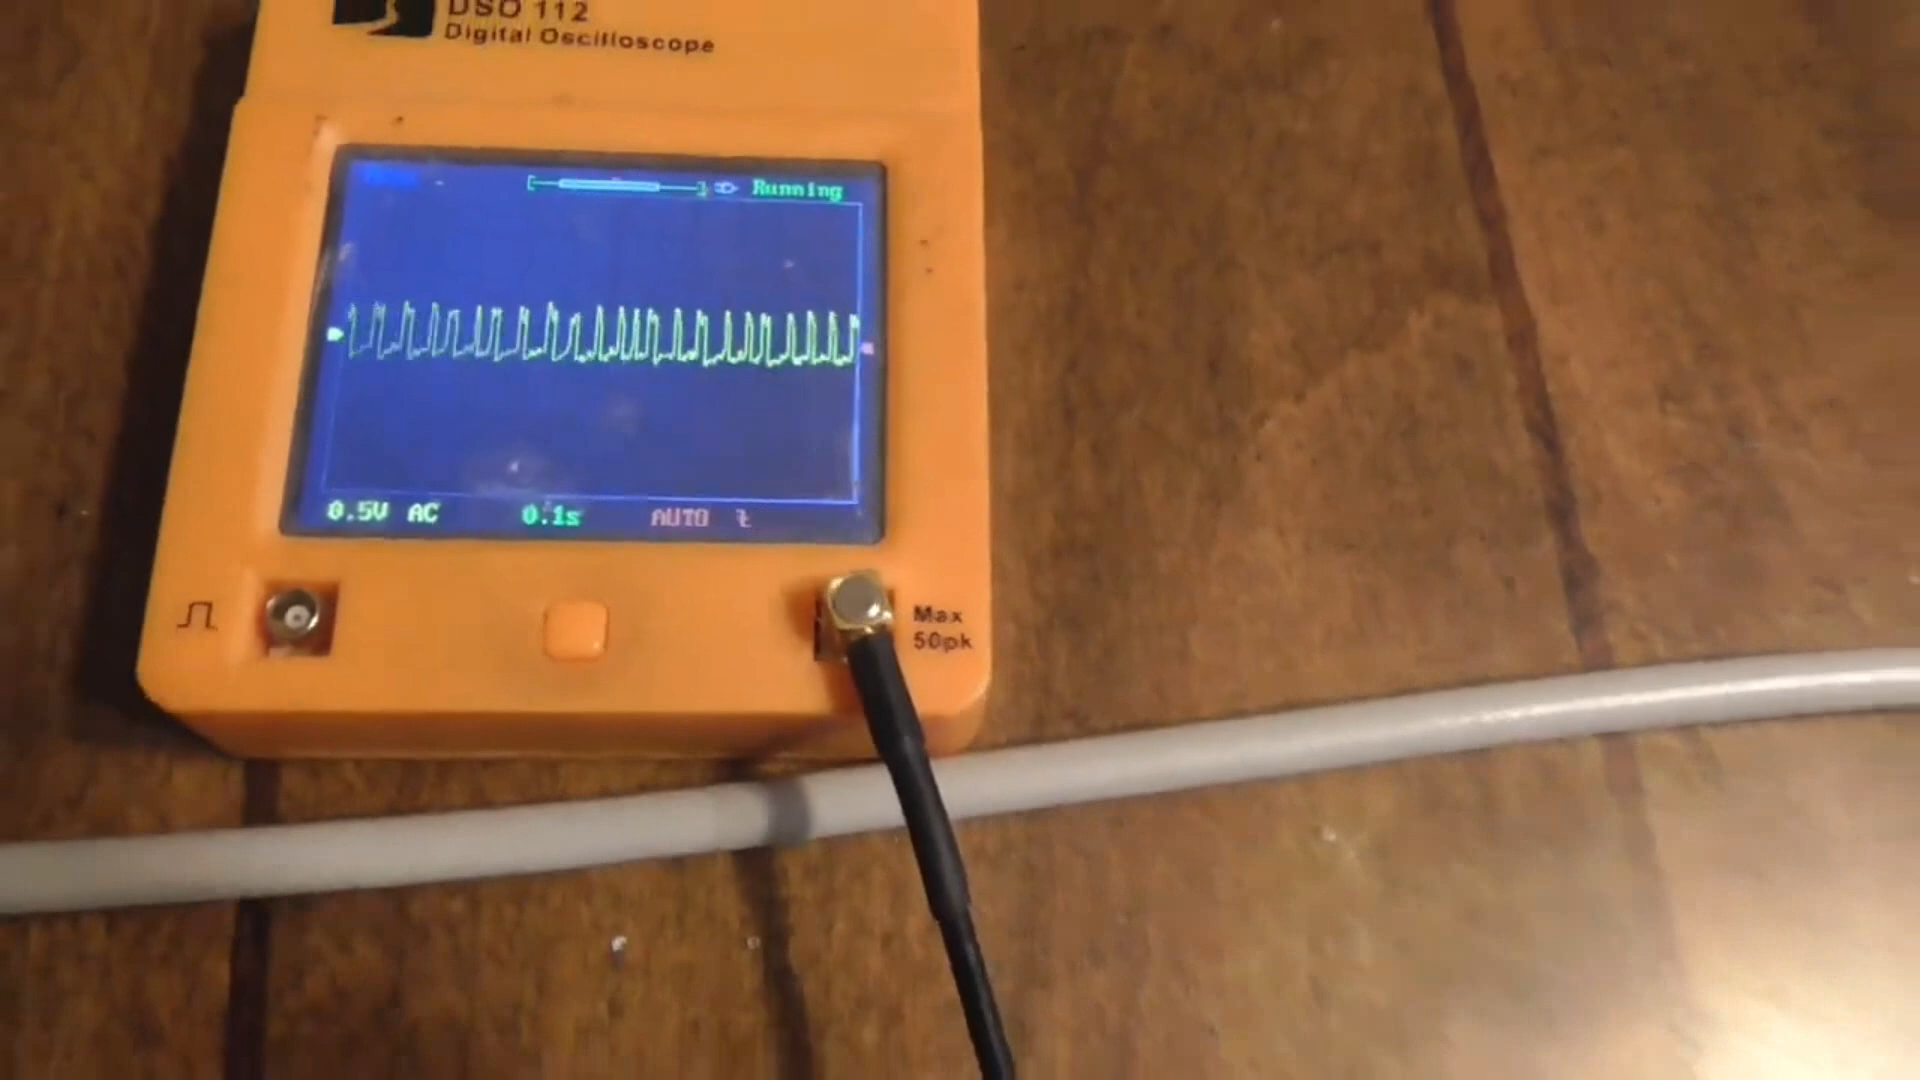 DSO 112
Digital Oscilloscope
Running
0.5V AC 0.1s AUTO
Max
50pk